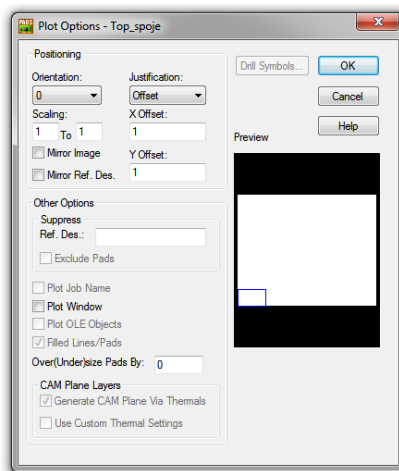 PADS
Plot Options - Top_spoje
Positioning
Orientation:
Justification:
0
Offset
Scaling:
X Offset:
1 To 1
1
Mirror Image
Y Offset:
Mirror Ref. Des.
1
Drill Symbols...
OK
Cancel
Help
Preview
Other Options
Suppress
Ref. Des.:
Exclude Pads
Plot Job Name
Plot Window
Plot OLE Objects
Filled Lines/Pads
Over(Under)size Pads By:
0
CAM Plane Layers
Generate CAM Plane Via Thermals
Use Custom Thermal Settings